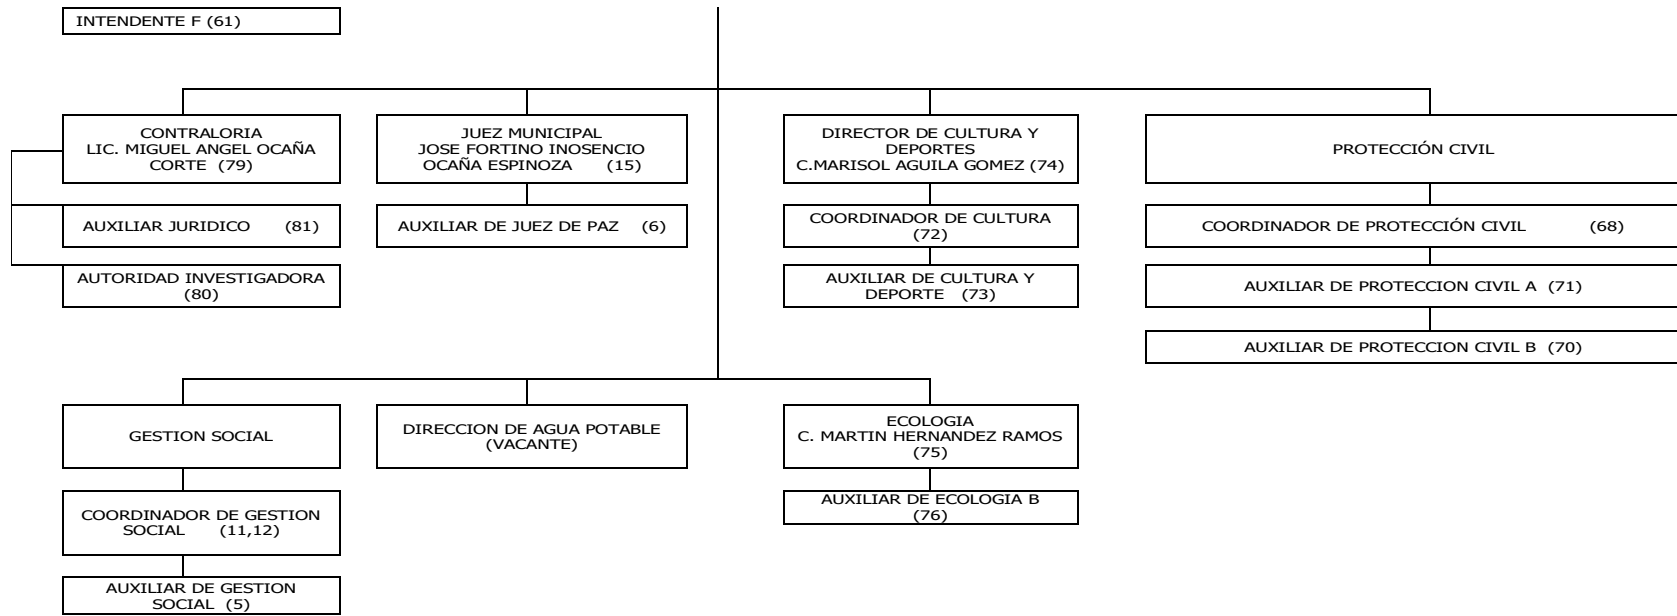 INTENDENTE F (61)
CONTRALORIA
LIC. MIGUEL ANGEL OCAÑA
CORTE (79)
JUEZ MUNICIPAL
JOSE FORTINO INOSENCIO
OCAÑA ESPINOZA (15)
DIRECTOR DE CULTURA Y
DEPORTES
C.MARISOL AGUILA GOMEZ (74)
PROTECCIÓN CIVIL
AUXILIAR JURIDICO (81)
AUXILIAR DE JUEZ DE PAZ (6)
COORDINADOR DE CULTURA
(72)
COORDINADOR DE PROTECCIÓN CIVIL (68)
AUTORIDAD INVESTIGADORA
(80)
AUXILIAR DE CULTURA Y
DEPORTE (73)
AUXILIAR DE PROTECCION CIVIL A (71)
AUXILIAR DE PROTECCION CIVIL B (70)
GESTION SOCIAL
DIRECCION DE AGUA POTABLE
(VACANTE)
ECOLOGIA
C. MARTIN HERNANDEZ RAMOS
(75)
COORDINADOR DE GESTION
SOCIAL (11,12)
AUXILIAR DE ECOLOGIA B
(76)
AUXILIAR DE GESTION
SOCIAL (5)